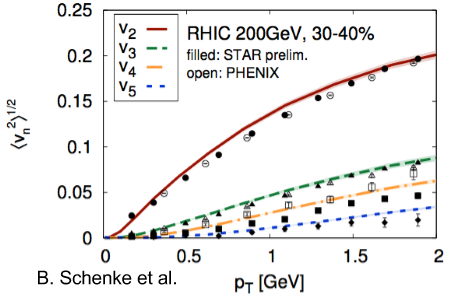 0.25
0.2
0.15
0.1
0.05
0
⟨vn²⟩^1/2
v2
v3
v4
v5
RHIC 200GeV, 30-40%
filled: STAR prelim.
open: PHENIX
0 0.5 1 1.5 2
B. Schenke et al.
pT [GeV]